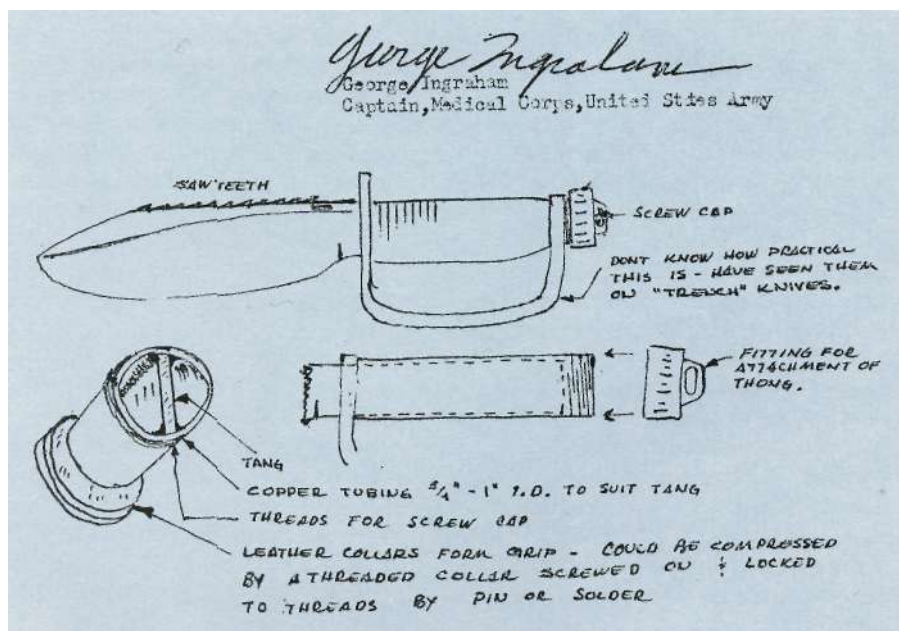 George Ingraham
George Ingraham
Captain,Medical Corps,United Sties Army
SAW TEETH
SCREW CAP
DONT KNOW HOW PRACTICAL
THIS IS - HAVE SEEN THEM
ON "TRENCH" KNIVES.
FITTING FOR
ATTACHMENT OF
THONG.
TANG
COPPER TUBING 3/4" - 1" I.D. TO SUIT TANG
THREADS FOR SCREW CAP
LEATHER COLLARS FORM GRIP - COULD BE COMPRESSED
BY A THREADED COLLAR SCREWED ON & LOCKED
TO THREADS BY PIN OR SOLDER